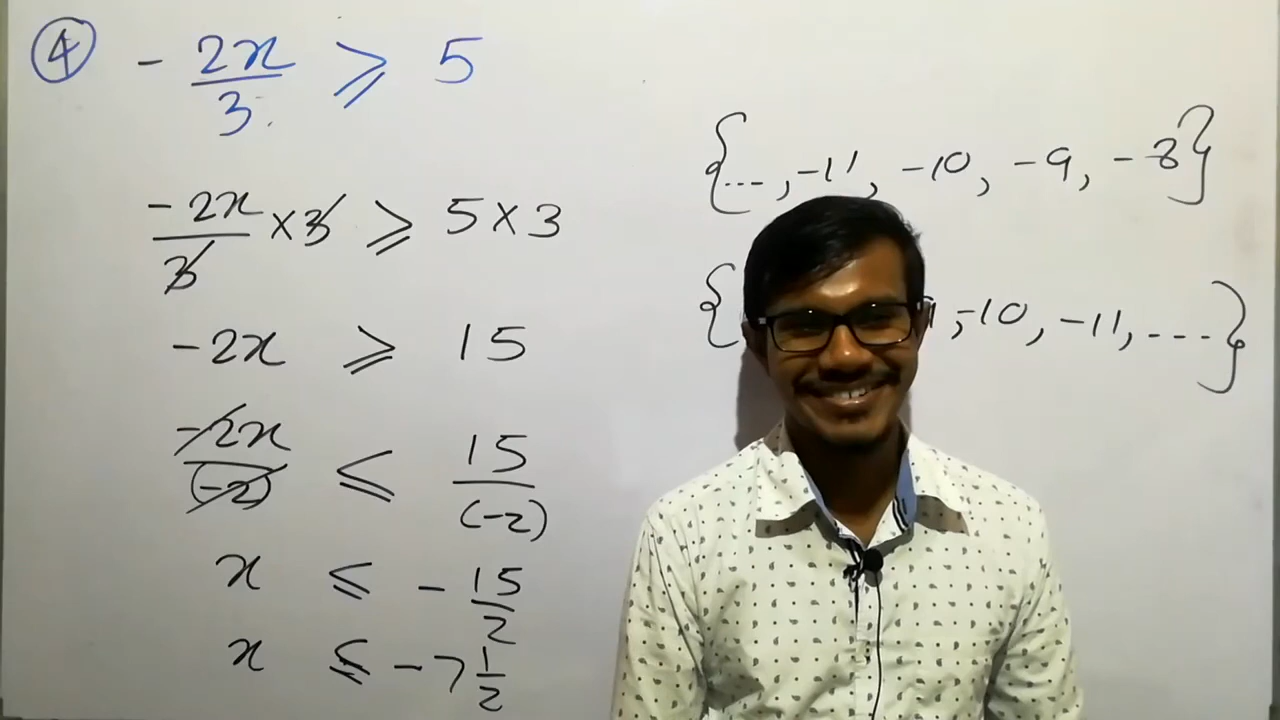 ④ - 2x/3 ⩾ 5
-2x/3 × 3 ⩾ 5 × 3
-2x ⩾ 15
-2x/(-2) ⩽ 15/(-2)
x ⩽ - 15/2
x ⩽ - 7 1/2
{..., -11, -10, -9, -8}
{ , -10, -11, ....}